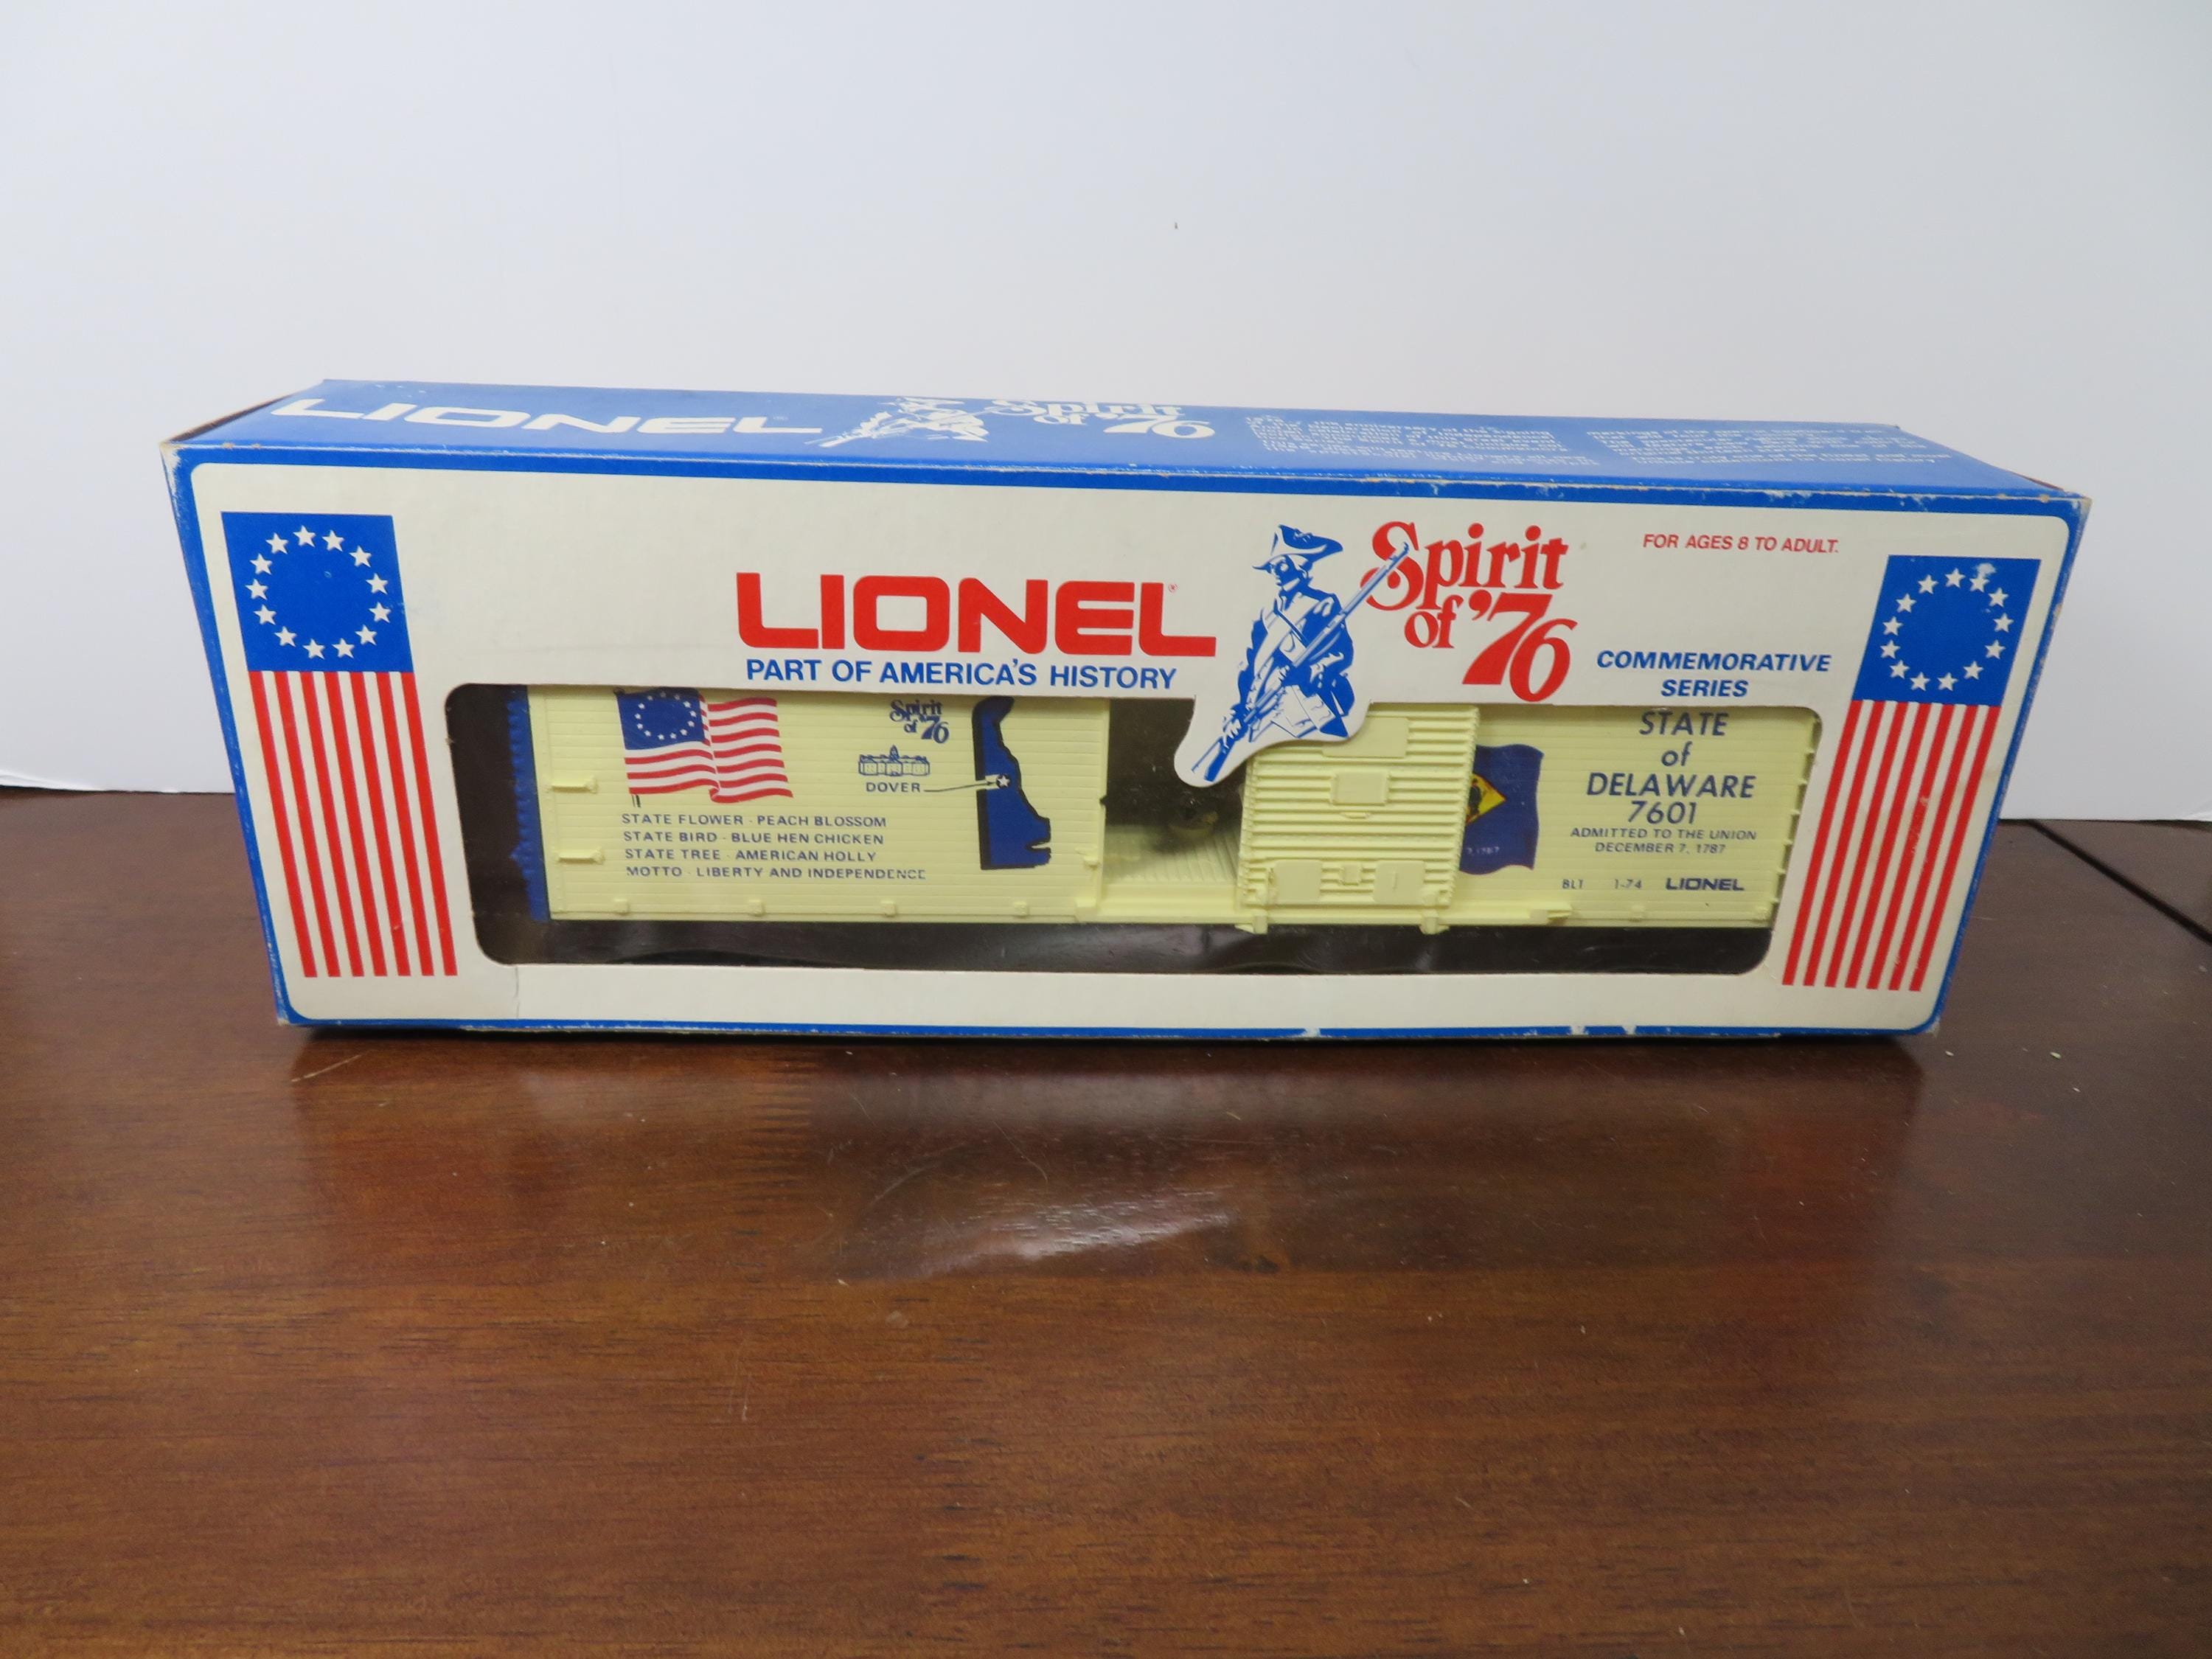 LIONEL
Spirit
of '76
LIONEL®
PART OF AMERICA'S HISTORY
Spirit
of '76
FOR AGES 8 TO ADULT.
COMMEMORATIVE
SERIES
Spirit
of '76
DOVER
STATE FLOWER - PEACH BLOSSOM
STATE BIRD - BLUE HEN CHICKEN
STATE TREE - AMERICAN HOLLY
MOTTO - LIBERTY AND INDEPENDENCE
STATE
of
DELAWARE
7601
ADMITTED TO THE UNION
DECEMBER 7, 1787
BLT 1-74 LIONEL